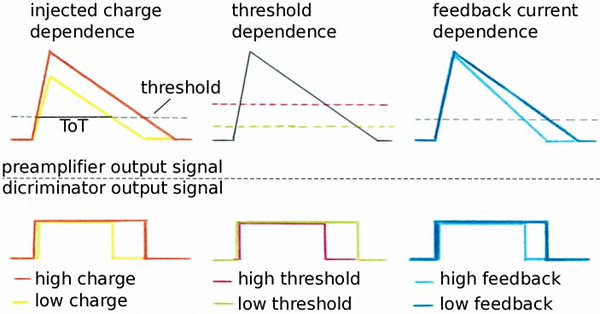 injected charge
dependence
threshold
dependence
feedback current
dependence
threshold
ToT
preamplifier output signal
dicriminator output signal
high charge
low charge
high threshold
low threshold
high feedback
low feedback